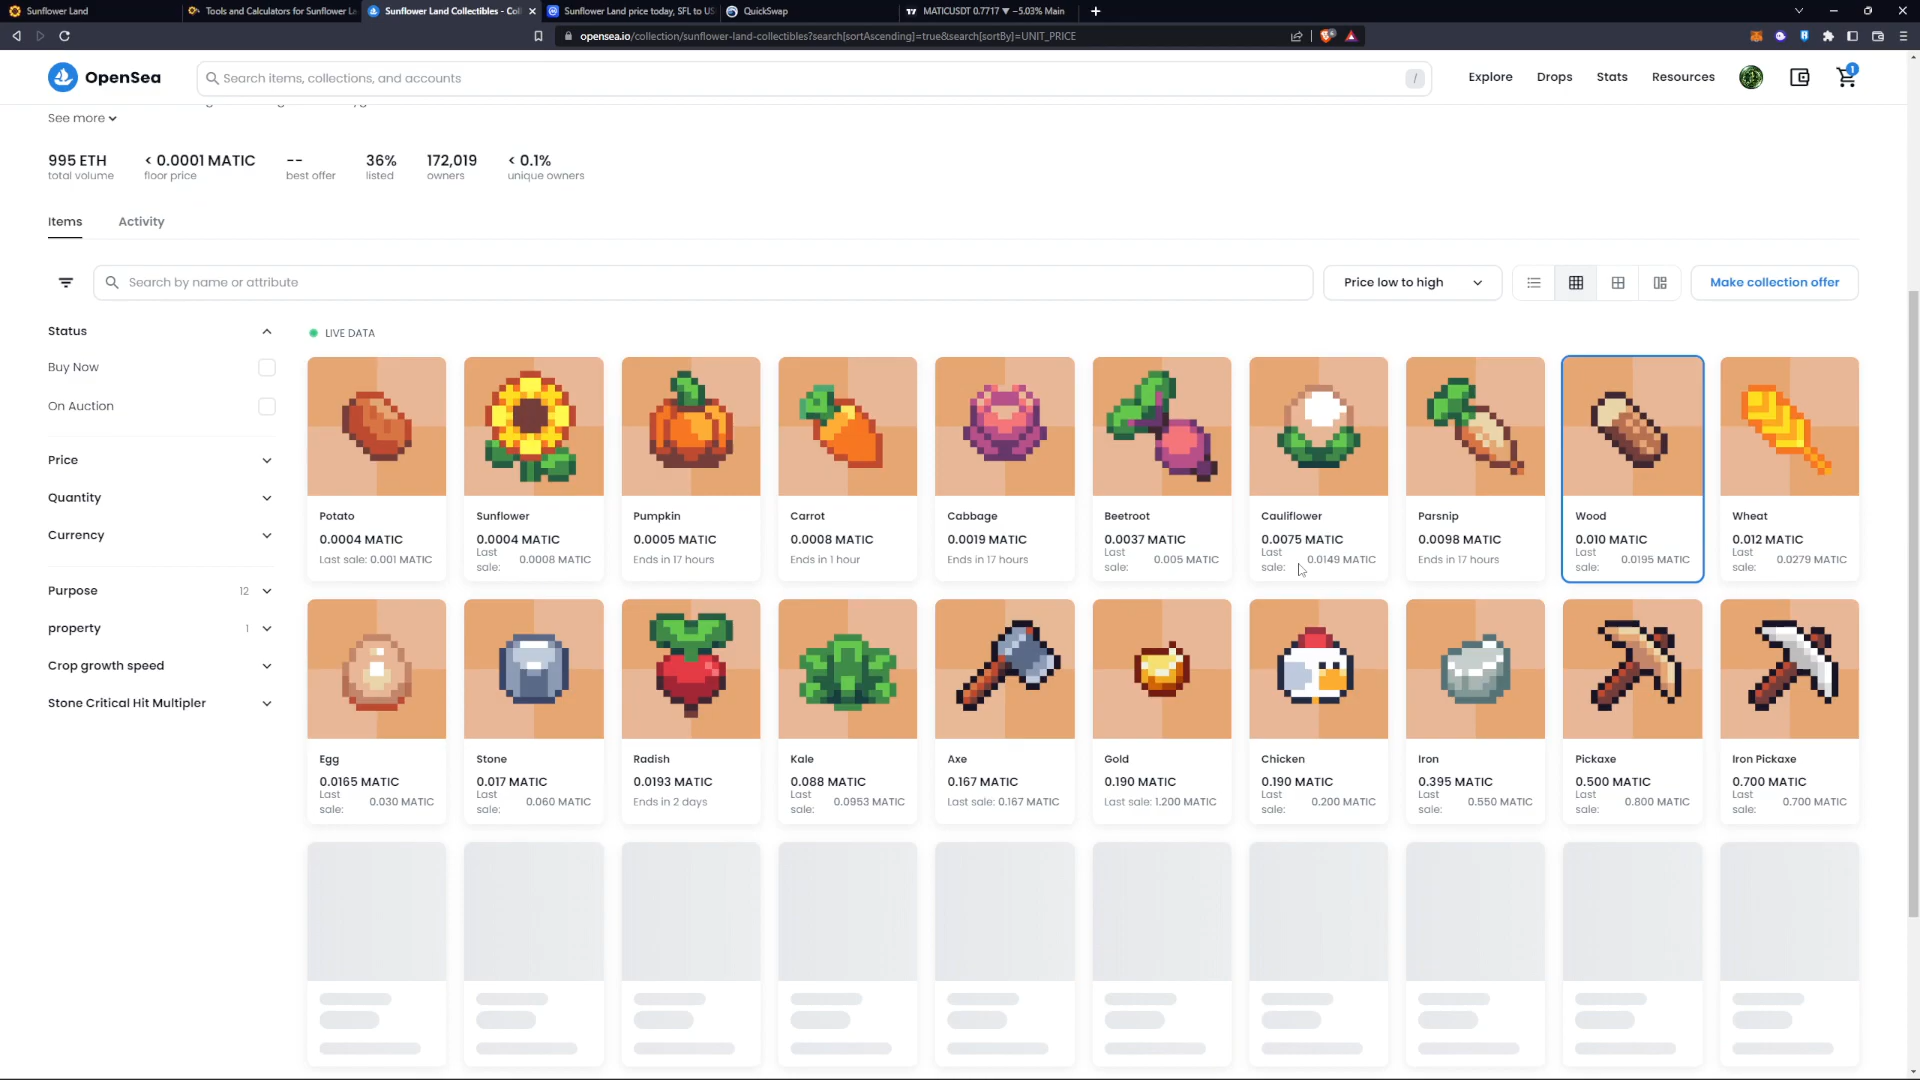 Sunflower Land
Tools and Calculators for Sunflower La
Sunflower Land Collectibles - Col
Sunflower Land price today, SFL to US
QuickSwap
MATICUSDT 0.7717 ▼ −5.03% Main
opensea.io/collection/sunflower-land-collectibles?search[sortAscending]=true&search[sortBy]=UNIT_PRICE
OpenSea
Search items, collections, and accounts
/
Explore
Drops
Stats
Resources
1
See more
995 ETH
total volume
< 0.0001 MATIC
floor price
--
best offer
36%
listed
172,019
owners
< 0.1%
unique owners
Items
Activity
Search by name or attribute
Price low to high
Make collection offer
Status
Buy Now
On Auction
Price
Quantity
Currency
Purpose 12
property 1
Crop growth speed
Stone Critical Hit Multipler
LIVE DATA
Potato
0.0004 MATIC
Last sale: 0.001 MATIC
Sunflower
0.0004 MATIC
Last sale: 0.0008 MATIC
Pumpkin
0.0005 MATIC
Ends in 17 hours
Carrot
0.0008 MATIC
Ends in 1 hour
Cabbage
0.0019 MATIC
Ends in 17 hours
Beetroot
0.0037 MATIC
Last sale: 0.005 MATIC
Cauliflower
0.0075 MATIC
Last sale: 0.0149 MATIC
Parsnip
0.0098 MATIC
Ends in 17 hours
Wood
0.010 MATIC
Last sale: 0.0195 MATIC
Wheat
0.012 MATIC
Last sale: 0.0279 MATIC
Egg
0.0165 MATIC
Last sale: 0.030 MATIC
Stone
0.017 MATIC
Last sale: 0.060 MATIC
Radish
0.0193 MATIC
Ends in 2 days
Kale
0.088 MATIC
Last sale: 0.0953 MATIC
Axe
0.167 MATIC
Last sale: 0.167 MATIC
Gold
0.190 MATIC
Last sale: 1.200 MATIC
Chicken
0.190 MATIC
Last sale: 0.200 MATIC
Iron
0.395 MATIC
Last sale: 0.550 MATIC
Pickaxe
0.500 MATIC
Last sale: 0.800 MATIC
Iron Pickaxe
0.700 MATIC
Last sale: 0.700 MATIC